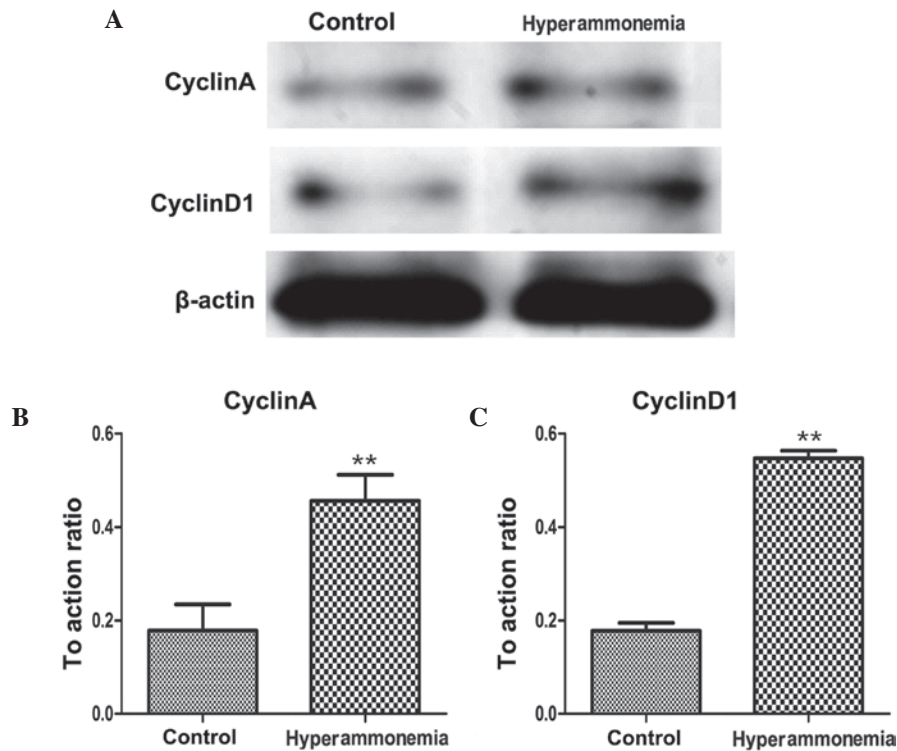 A
Control Hyperammonemia
CyclinA
CyclinD1
β-actin
B
CyclinA
To action ratio
0.6
0.4
0.2
0.0
**
Control Hyperammonemia
C
CyclinD1
To action ratio
0.6
0.4
0.2
0.0
**
Control Hyperammonemia